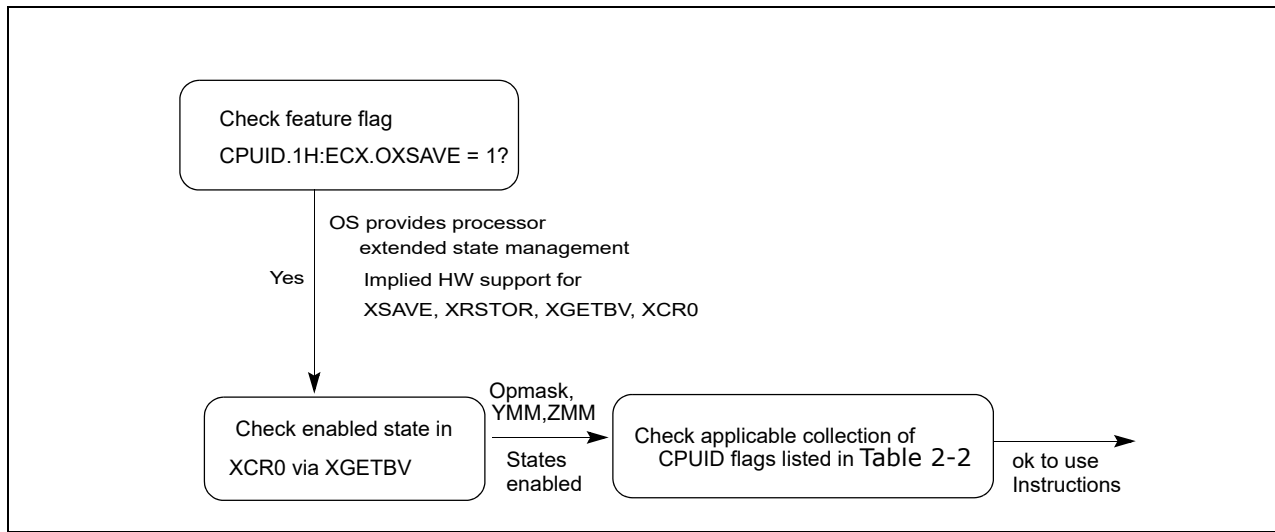 Check feature flag
CPUID.1H:ECX.OXSAVE = 1?
OS provides processor
extended state management
Yes
Implied HW support for
XSAVE, XRSTOR, XGETBV, XCR0
Check enabled state in
XCR0 via XGETBV
Opmask,
YMM,ZMM
States
enabled
Check applicable collection of
CPUID flags listed in Table 2-2
ok to use
Instructions